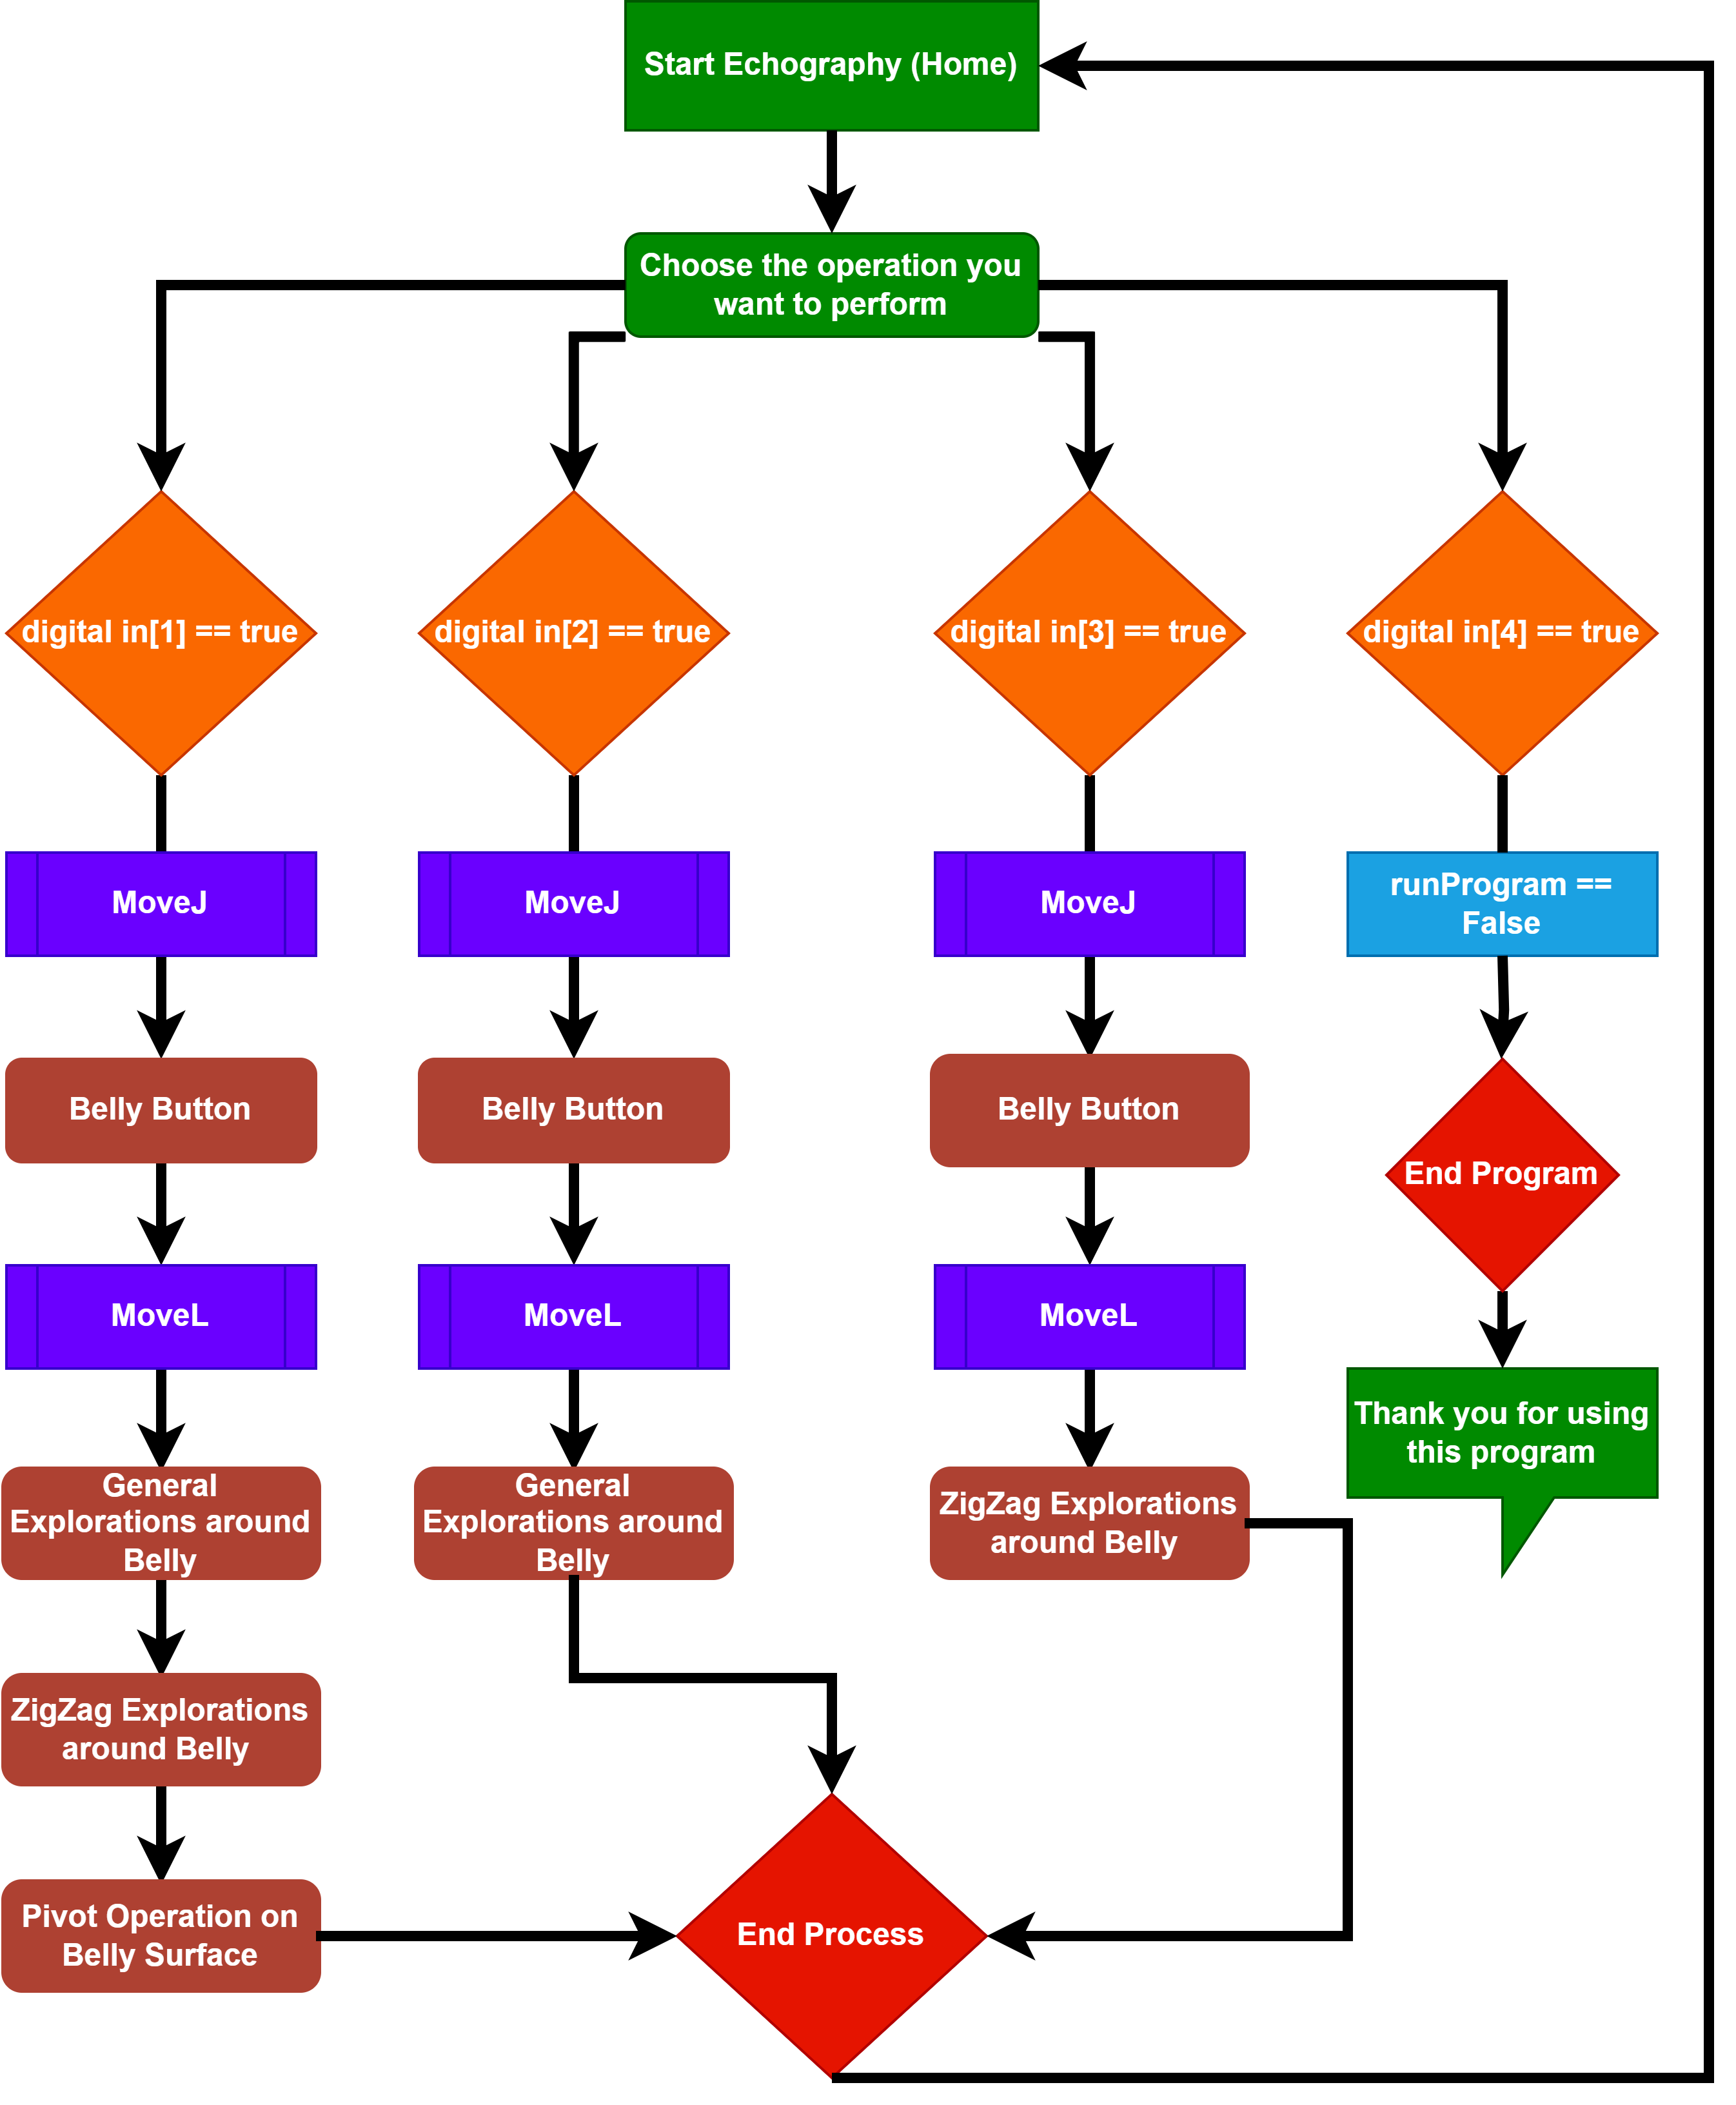 Start Echography (Home)
Choose the operation you
want to perform
digital in[1] == true
digital in[2] == true
digital in[3] == true
digital in[4] == true
MoveJ
MoveJ
MoveJ
runProgram ==
False
Belly Button
Belly Button
Belly Button
End Program
MoveL
MoveL
MoveL
Thank you for using
this program
General
Explorations around
Belly
General
Explorations around
Belly
ZigZag Explorations
around Belly
ZigZag Explorations
around Belly
Pivot Operation on
Belly Surface
End Process